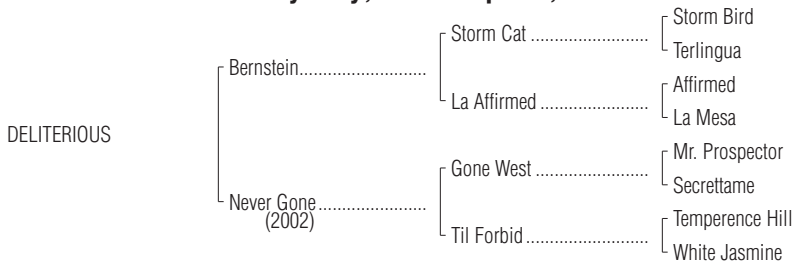 Storm Bird
Storm Cat ..............................
Terlingua
Bernstein...........................
Affirmed
La Affirmed ...........................
La Mesa
DELITERIOUS
Mr. Prospector
Gone West .............................
Secrettame
Never Gone.......................
(2002)
Temperence Hill
Til Forbid...............................
White Jasmine